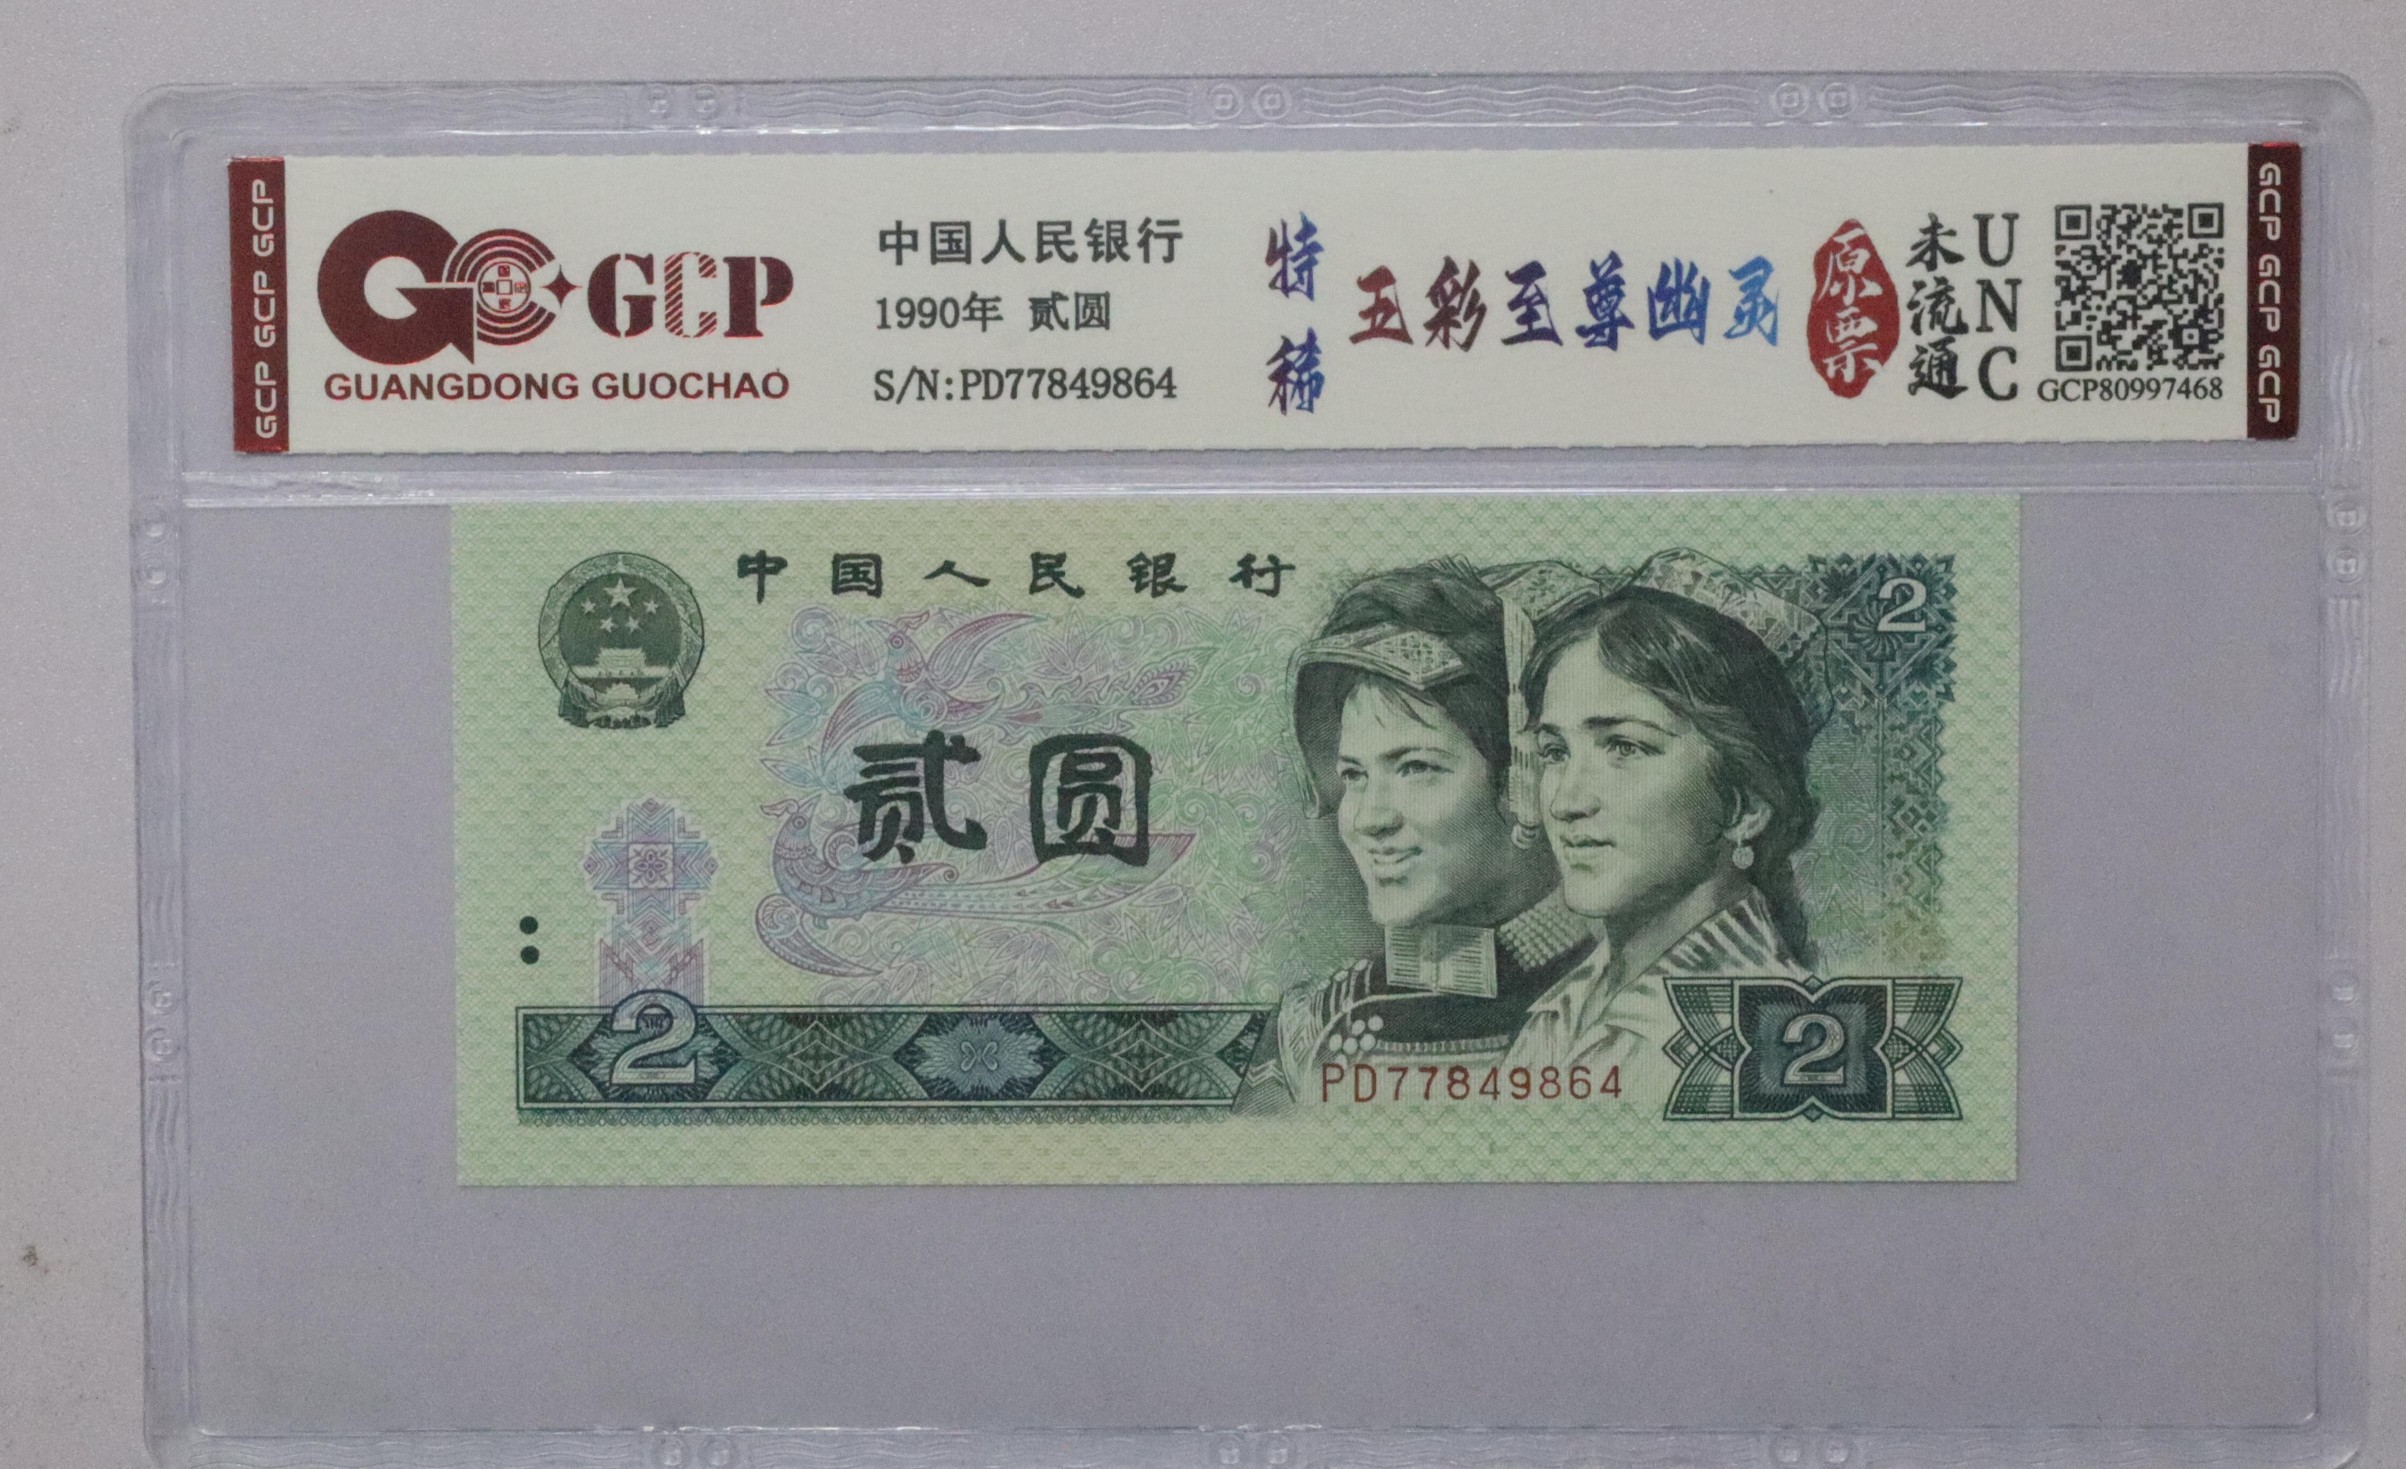 GCP GCP GCP
GCP
GUANGDONG GUOCHAO
中国人民银行
1990年 贰圆
S/N:PD77849864
特稀
五彩至尊幽灵
原票
未流通
UNC
GCP80997468
GCP GCP GCP
中国人民银行
2
贰圆
2
2
PD77849864